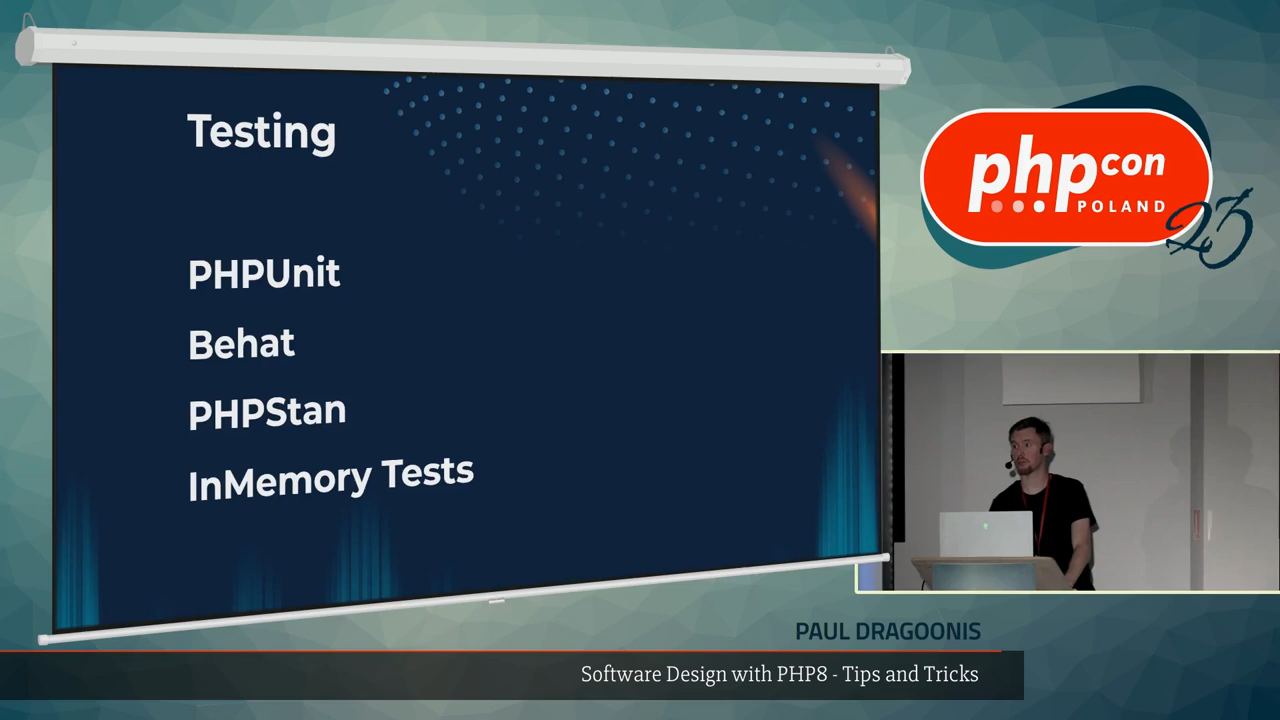 Testing
PHPUnit
Behat
PHPStan
InMemory Tests
phpcon
POLAND
23
PAUL DRAGOONIS
Software Design with PHP8 - Tips and Tricks